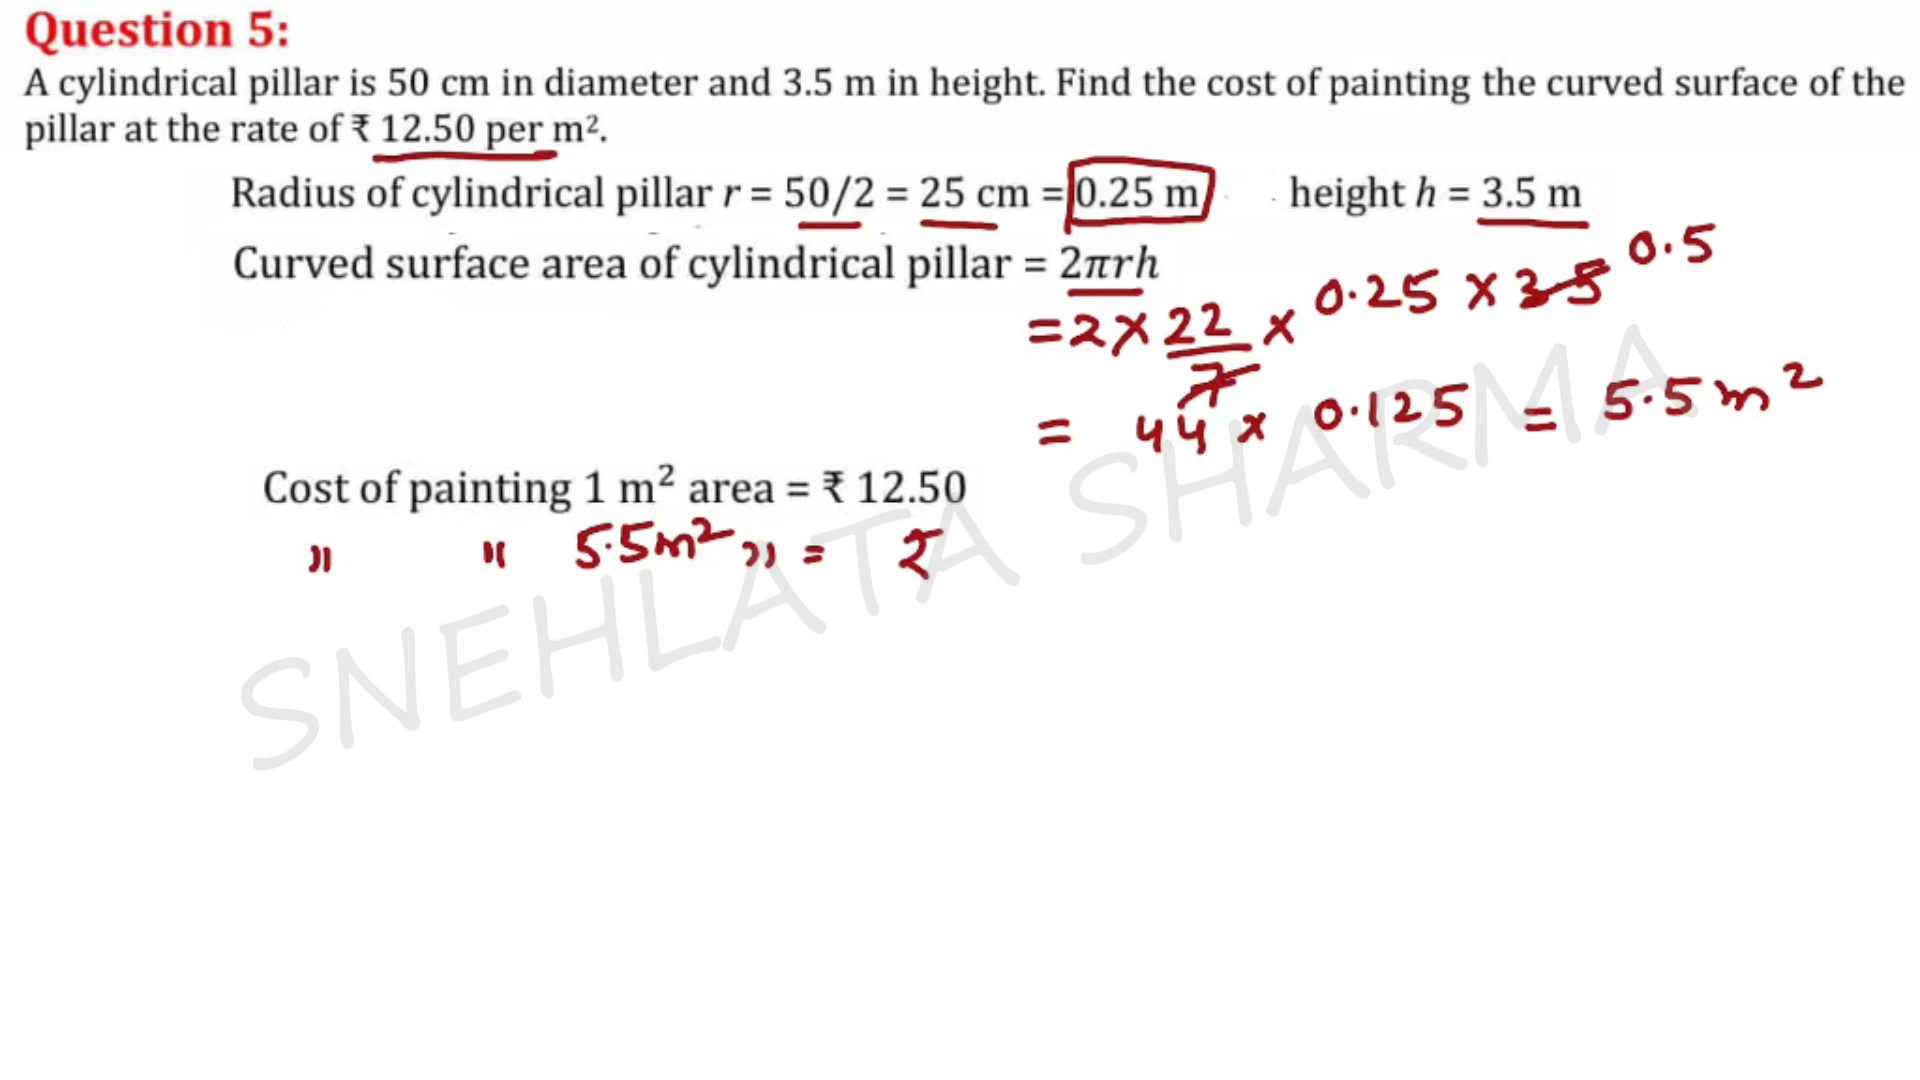 Question 5:
A cylindrical pillar is 50 cm in diameter and 3.5 m in height. Find the cost of painting the curved surface of the
pillar at the rate of ₹ 12.50 per m².
Radius of cylindrical pillar r = 50/2 = 25 cm = 0.25 m height h = 3.5 m
Curved surface area of cylindrical pillar = 2πrh
= 2 × 22/7 × 0.25 × 3.5 0.5
= 44 × 0.125 = 5.5 m²
Cost of painting 1 m² area = ₹ 12.50
" " 5.5m² " = ₹
SNEHLATA SHARMA